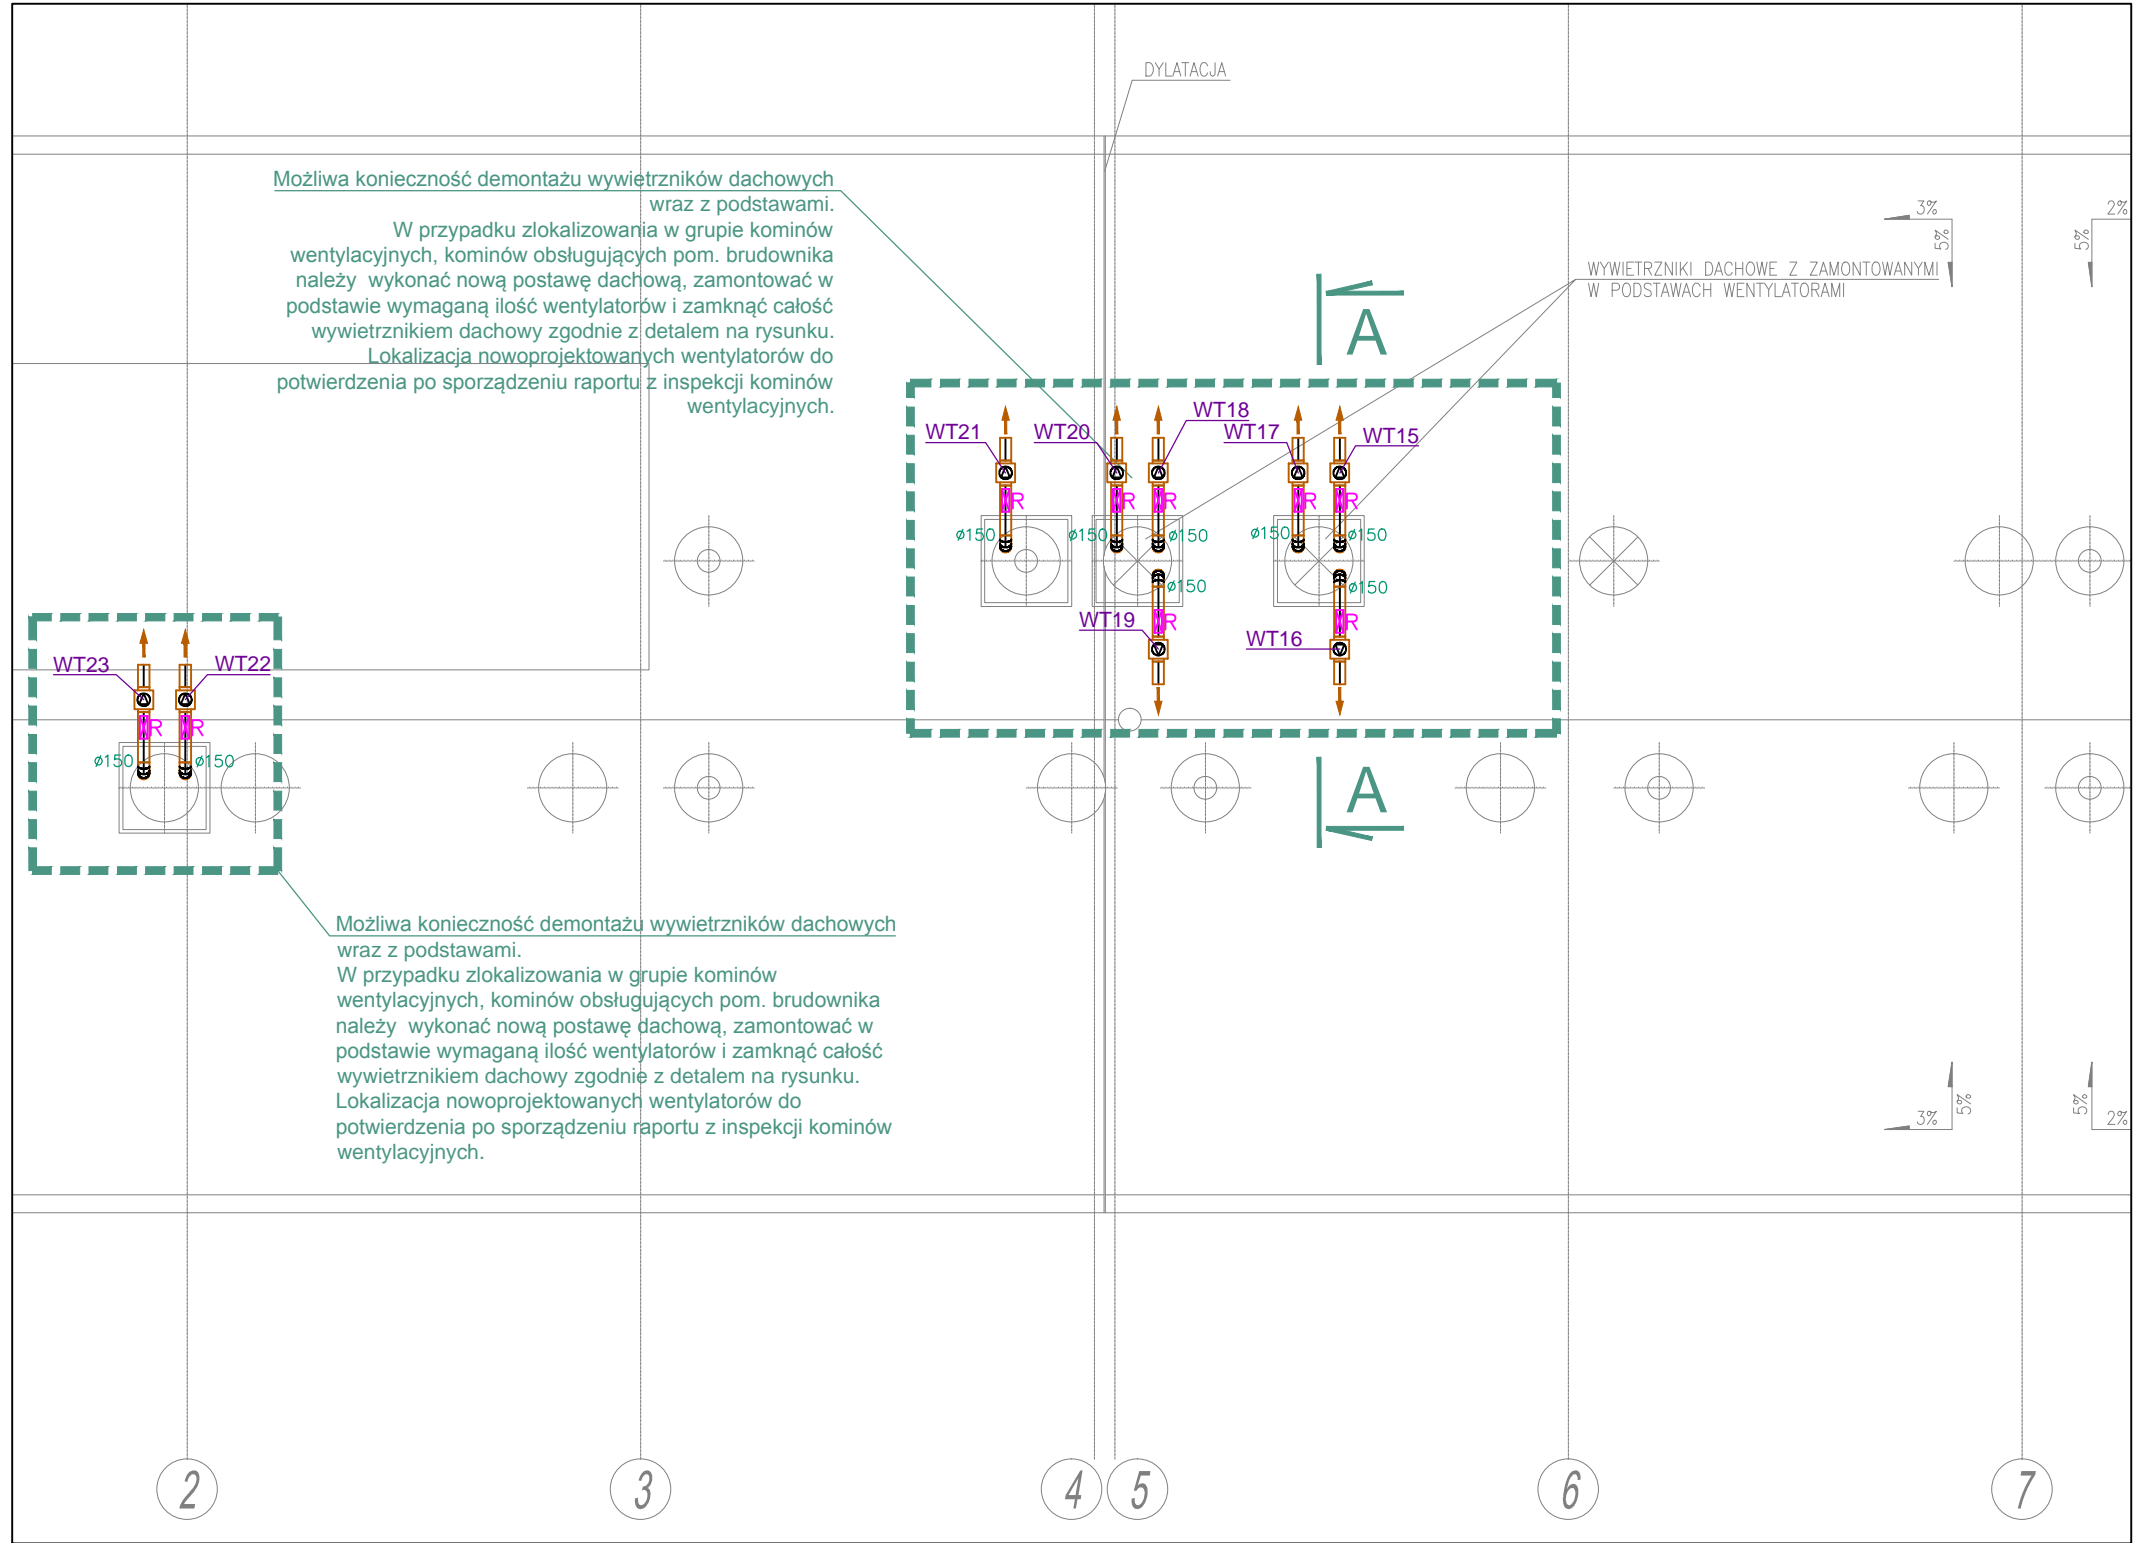 DYLATACJA
Możliwa konieczność demontażu wywietrzników dachowych
wraz z podstawami.
W przypadku zlokalizowania w grupie kominów
wentylacyjnych, kominów obsługujących pom. brudownika
należy wykonać nową postawę dachową, zamontować w
podstawie wymaganą ilość wentylatorów i zamknąć całość
wywietrznikiem dachowy zgodnie z detalem na rysunku.
Lokalizacja nowoprojektowanych wentylatorów do
potwierdzenia po sporządzeniu raportu z inspekcji kominów
wentylacyjnych.
3%
5%
2%
5%
WYWIETRZNIKI DACHOWE Z ZAMONTOWANYMI
W PODSTAWACH WENTYLATORAMI
A
WT21
WT20
WT18
WT17
WT15
R
R
R
R
R
ø150
ø150
ø150
ø150
ø150
ø150
ø150
R
R
WT19
WT16
WT23
WT22
R
R
ø150
ø150
A
Możliwa konieczność demontażu wywietrzników dachowych
wraz z podstawami.
W przypadku zlokalizowania w grupie kominów
wentylacyjnych, kominów obsługujących pom. brudownika
należy wykonać nową postawę dachową, zamontować w
podstawie wymaganą ilość wentylatorów i zamknąć całość
wywietrznikiem dachowy zgodnie z detalem na rysunku.
Lokalizacja nowoprojektowanych wentylatorów do
potwierdzenia po sporządzeniu raportu z inspekcji kominów
wentylacyjnych.
3%
5%
5%
2%
2
3
4
5
6
7